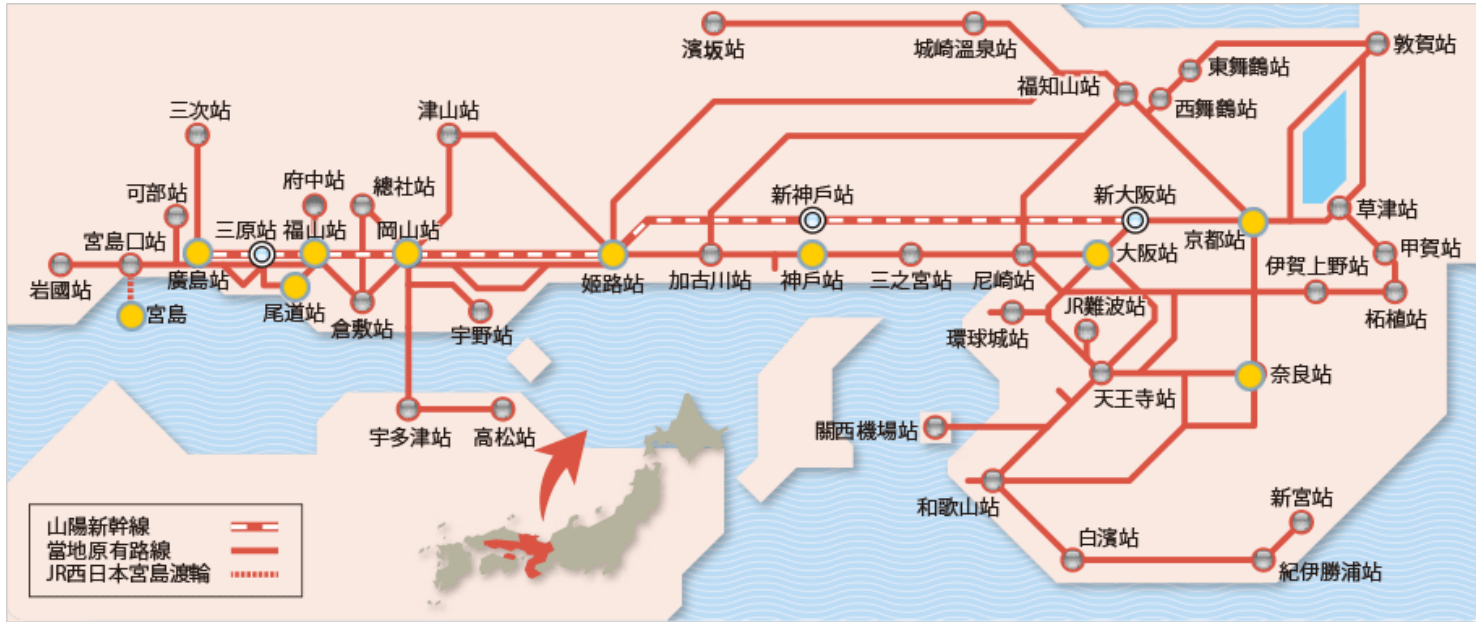 濱坂站
城崎溫泉站
敦賀站
東舞鶴站
福知山站
西舞鶴站
三次站
津山站
可部站
府中站
總社站
新神戶站
新大阪站
草津站
宮島口站
三原站
福山站
岡山站
京都站
甲賀站
伊賀上野站
岩國站
廣島站
姬路站
加古川站
神戶站
三之宮站
尼崎站
大阪站
宮島
尾道站
倉敷站
宇野站
環球城站
JR難波站
柘植站
天王寺站
奈良站
宇多津站
高松站
關西機場站
和歌山站
新宮站
白濱站
紀伊勝浦站
山陽新幹線
當地原有路線
JR西日本宮島渡輪